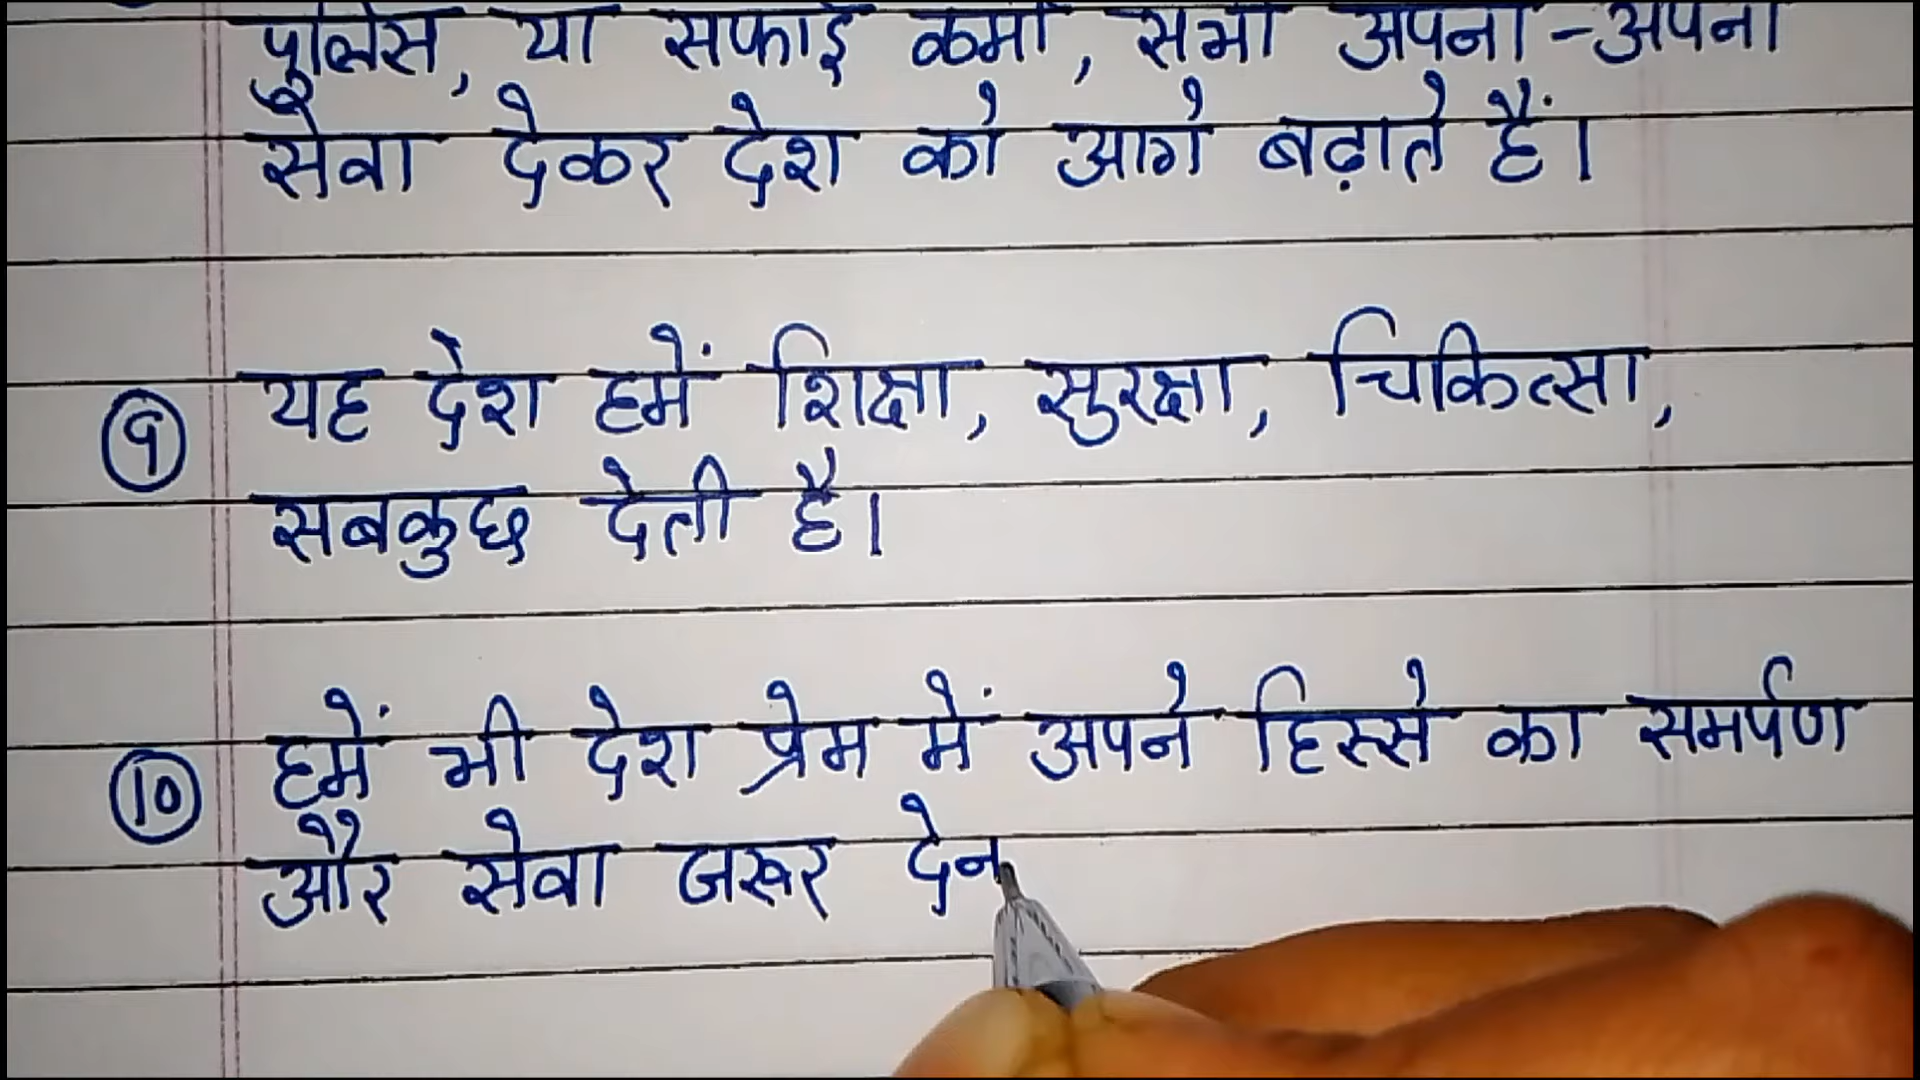 पुलिस, या सफाई कर्मी, सभी अपनी-अपनी
सेवा देकर देश को आगे बढ़ाते हैं।
9 यह देश हमें शिक्षा, सुरक्षा, चिकित्सा,
सबकुछ देती है।
10 हमें भी देश प्रेम में अपने हिस्से का समर्पण
और सेवा जरूर देन